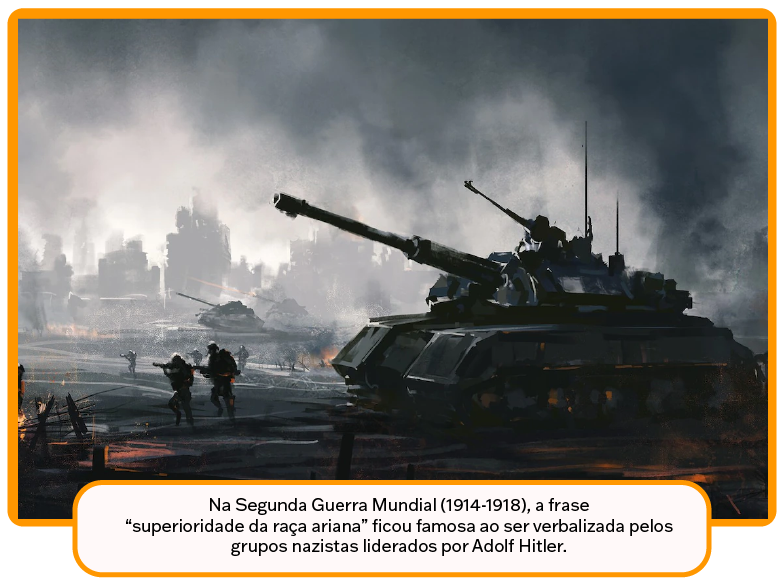 Na Segunda Guerra Mundial (1914-1918), a frase
“superioridade da raça ariana” ficou famosa ao ser verbalizada pelos
grupos nazistas liderados por Adolf Hitler.